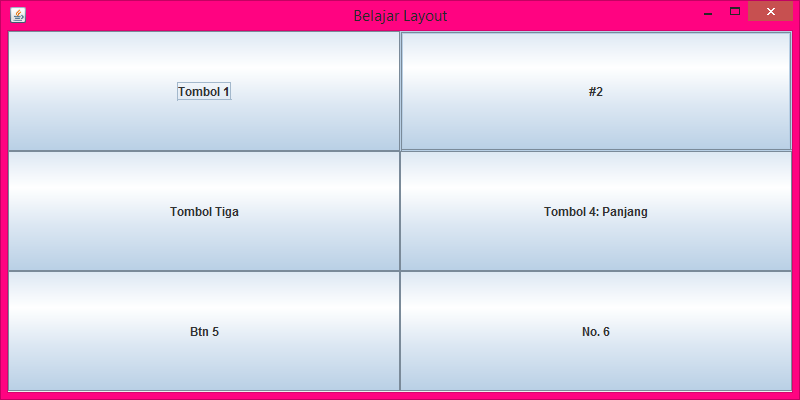 Belajar Layout
Tombol 1
#2
Tombol Tiga
Tombol 4: Panjang
Btn 5
No. 6